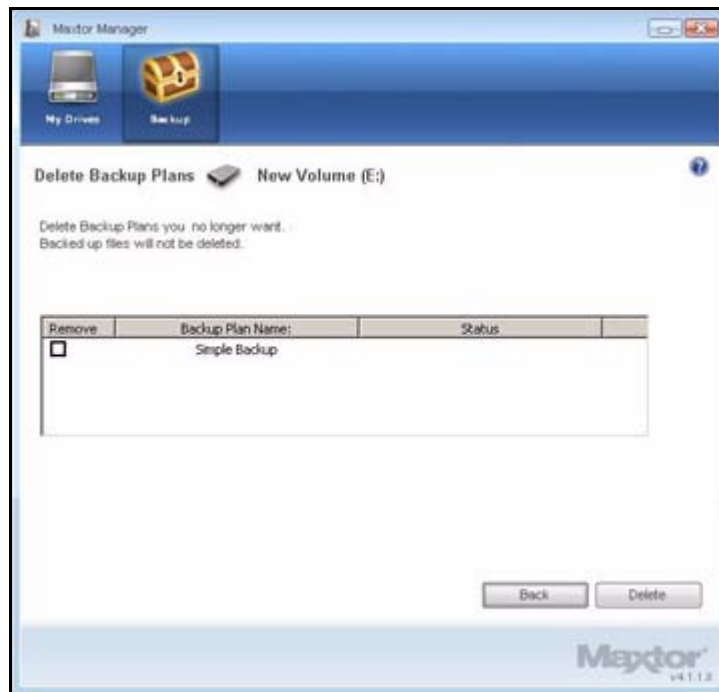 Maxtor Manager
My Drives
Backup
Delete Backup Plans New Volume (E:)
Delete Backup Plans you no longer want.
Backed up files will not be deleted.
Remove Backup Plan Name: Status
Simple Backup
Back Delete
Maxtor